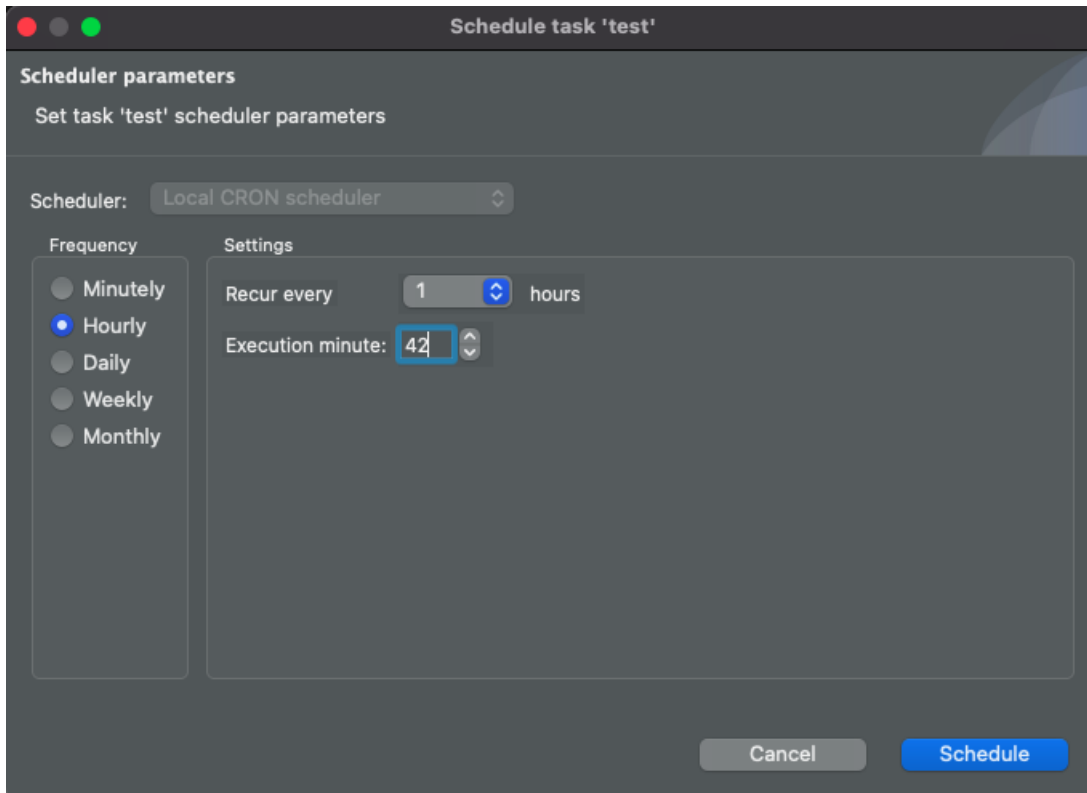 Schedule task 'test'
Scheduler parameters
Set task 'test' scheduler parameters
Scheduler: Local CRON scheduler
Frequency
Minutely
Hourly
Daily
Weekly
Monthly
Settings
Recur every 1 hours
Execution minute: 42
Cancel Schedule